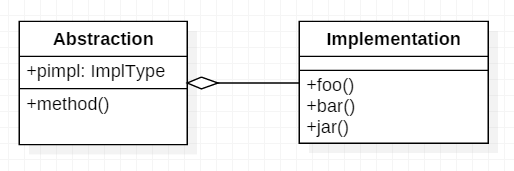 Abstraction
+pimpl: ImplType
+method()
Implementation
+foo()
+bar()
+jar()